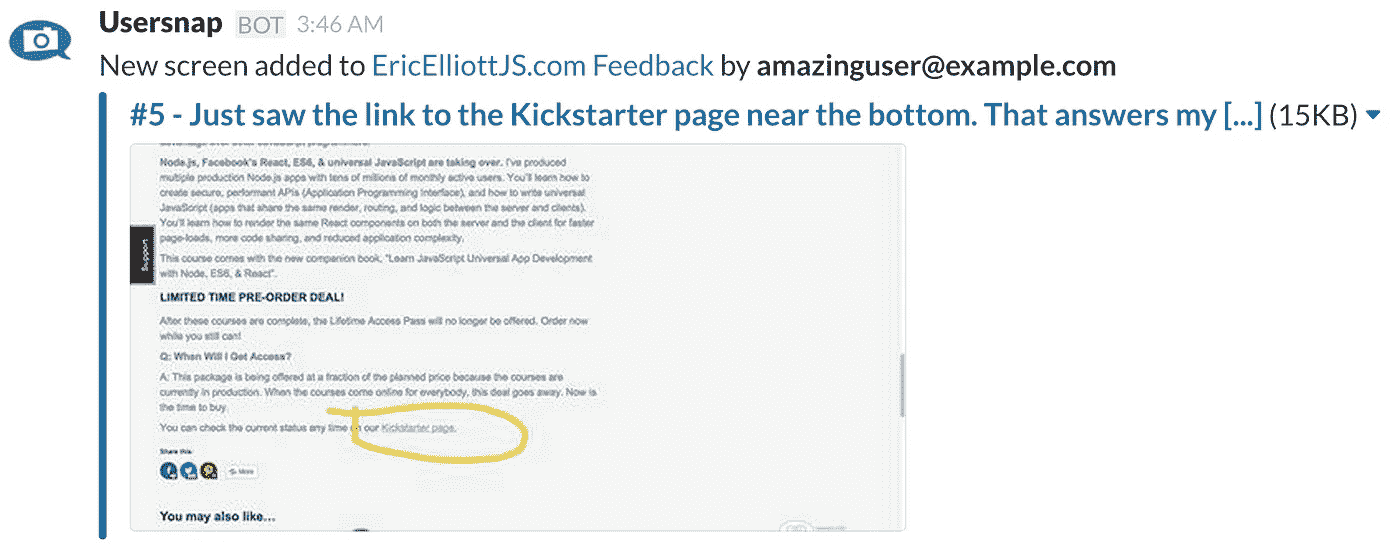 Usersnap BOT 3:46 AM
New screen added to EricElliottJS.com Feedback by amazinguser@example.com
#5 - Just saw the link to the Kickstarter page near the bottom. That answers my [...] (15KB)
Node.js, Facebook's React, ES6, & universal JavaScript are taking over. I've produced
multiple production Node.js apps with tens of millions of monthly active users. You'll learn how to
create secure, performant APIs (Application Programming Interface), and how to write universal
JavaScript (apps that share the same render, routing, and logic between the server and clients).
You'll learn how to render the same React components on both the server and the client for faster
page-loads, more code sharing, and reduced application complexity.
Support
This course comes with the new companion book, "Learn JavaScript Universal App Development
with Node, ES6, & React".
LIMITED TIME PRE-ORDER DEAL!
After these courses are complete, the Lifetime Access Pass will no longer be offered. Order now
while you still can!
Q: When Will I Get Access?
A: This package is being offered at a fraction of the planned price because the courses are
currently in production. When the courses come online for everybody, this deal goes away. Now is
the time to buy.
You can check the current status any time on our Kickstarter page.
Share this:
More
You may also like...